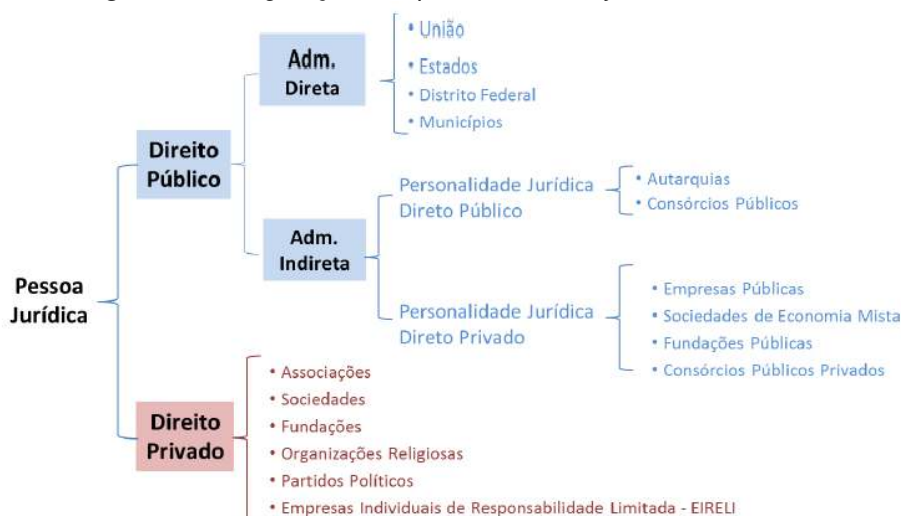 Pessoa
Jurídica
Direito
Público
Adm.
Direta
• União
• Estados
• Distrito Federal
• Municípios
Adm.
Indireta
Personalidade Jurídica
Direto Público
• Autarquias
• Consórcios Públicos
Personalidade Jurídica
Direto Privado
• Empresas Públicas
• Sociedades de Economia Mista
• Fundações Públicas
• Consórcios Públicos Privados
Direito
Privado
• Associações
• Sociedades
• Fundações
• Organizações Religiosas
• Partidos Políticos
• Empresas Individuais de Responsabilidade Limitada - EIRELI